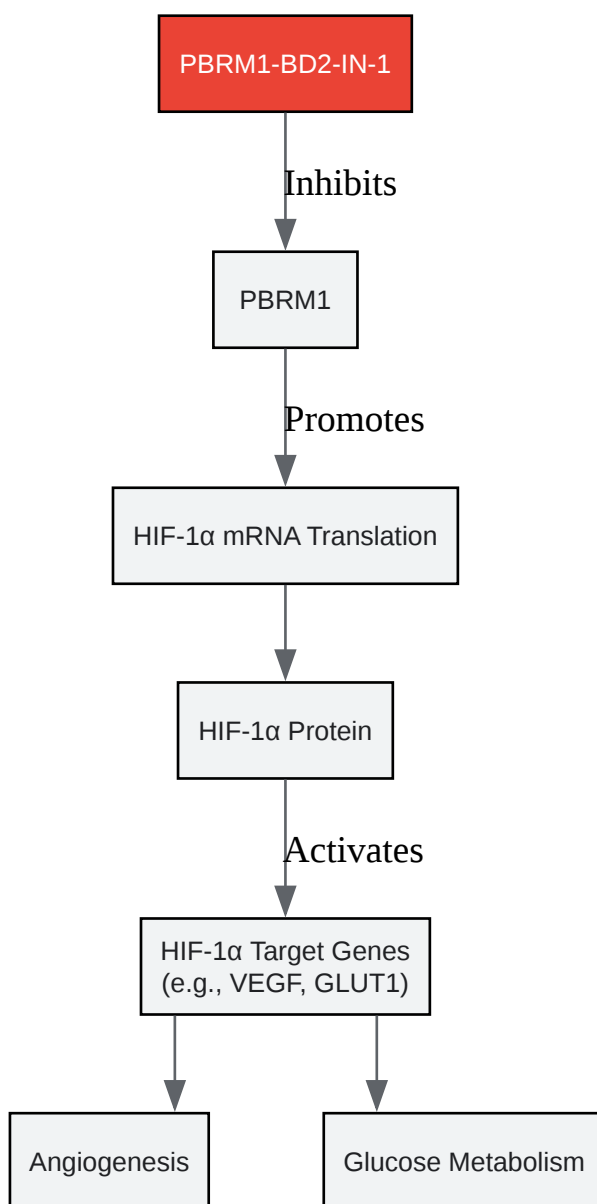 PBRM1-BD2-IN-1
Inhibits
PBRM1
Promotes
HIF-1α mRNA Translation
HIF-1α Protein
Activates
HIF-1α Target Genes
(e.g., VEGF, GLUT1)
Angiogenesis
Glucose Metabolism